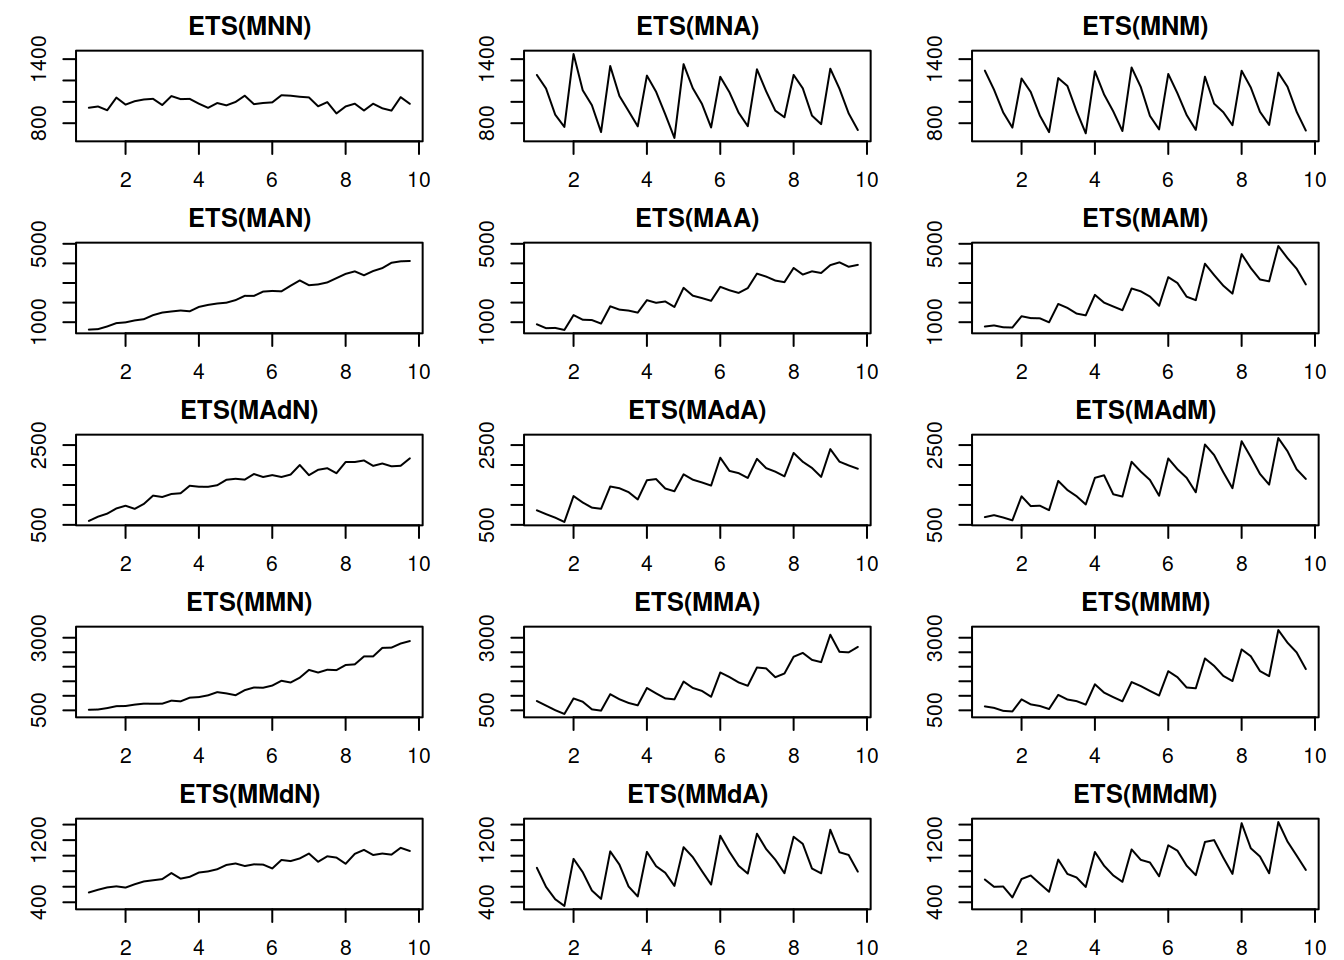 ETS(MNN) ETS(MNA) ETS(MNM)
1400 1400 1400
800 800 800
2 4 6 8 10 2 4 6 8 10 2 4 6 8 10
ETS(MAN) ETS(MAA) ETS(MAM)
5000 5000 5000
1000 1000 1000
2 4 6 8 10 2 4 6 8 10 2 4 6 8 10
ETS(MAdN) ETS(MAdA) ETS(MAdM)
2500 2500 2500
500 500 500
2 4 6 8 10 2 4 6 8 10 2 4 6 8 10
ETS(MMN) ETS(MMA) ETS(MMM)
3000 3000 3000
500 500 500
2 4 6 8 10 2 4 6 8 10 2 4 6 8 10
ETS(MMdN) ETS(MMdA) ETS(MMdM)
1200 1200 1200
400 400 400
2 4 6 8 10 2 4 6 8 10 2 4 6 8 10